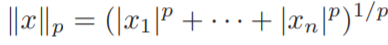 ‖x‖_p = (|x_1|^p + · · · + |x_n|^p)^{1/p}